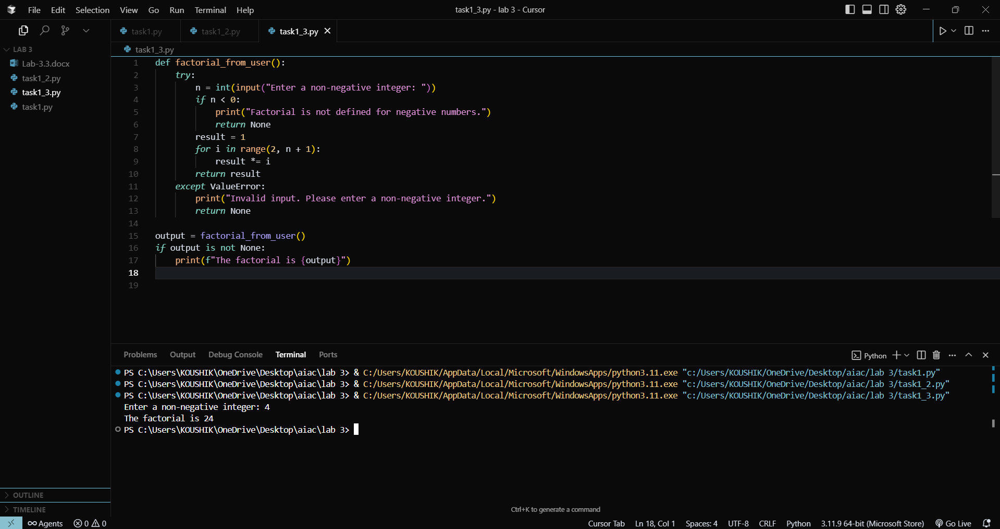 File Edit Selection View Go Run Terminal Help
task1_3.py - lab 3 - Cursor
task1.py
task1_2.py
task1_3.py
LAB 3
Lab-3.3.docx
task1_2.py
task1_3.py
task1.py
task1_3.py
1 def factorial_from_user():
2     try:
3         n = int(input("Enter a non-negative integer: "))
4         if n < 0:
5             print("Factorial is not defined for negative numbers.")
6             return None
7         result = 1
8         for i in range(2, n + 1):
9             result *= i
10         return result
11     except ValueError:
12         print("Invalid input. Please enter a non-negative integer.")
13         return None
14
15 output = factorial_from_user()
16 if output is not None:
17     print(f"The factorial is {output}")
18
19
Problems Output Debug Console Terminal Ports
Python
PS C:\Users\KOUSHIK\OneDrive\Desktop\aiac\lab 3> & C:/Users/KOUSHIK/AppData/Local/Microsoft/WindowsApps/python3.11.exe "c:/Users/KOUSHIK/OneDrive/Desktop/aiac/lab 3/task1.py"
PS C:\Users\KOUSHIK\OneDrive\Desktop\aiac\lab 3> & C:/Users/KOUSHIK/AppData/Local/Microsoft/WindowsApps/python3.11.exe "c:/Users/KOUSHIK/OneDrive/Desktop/aiac/lab 3/task1_2.py"
PS C:\Users\KOUSHIK\OneDrive\Desktop\aiac\lab 3> & C:/Users/KOUSHIK/AppData/Local/Microsoft/WindowsApps/python3.11.exe "c:/Users/KOUSHIK/OneDrive/Desktop/aiac/lab 3/task1_3.py"
Enter a non-negative integer: 4
The factorial is 24
PS C:\Users\KOUSHIK\OneDrive\Desktop\aiac\lab 3>
OUTLINE
TIMELINE
Ctrl+K to generate a command
Agents 0 0
Cursor Tab Ln 18, Col 1 Spaces: 4 UTF-8 CRLF Python 3.11.9 64-bit (Microsoft Store) Go Live